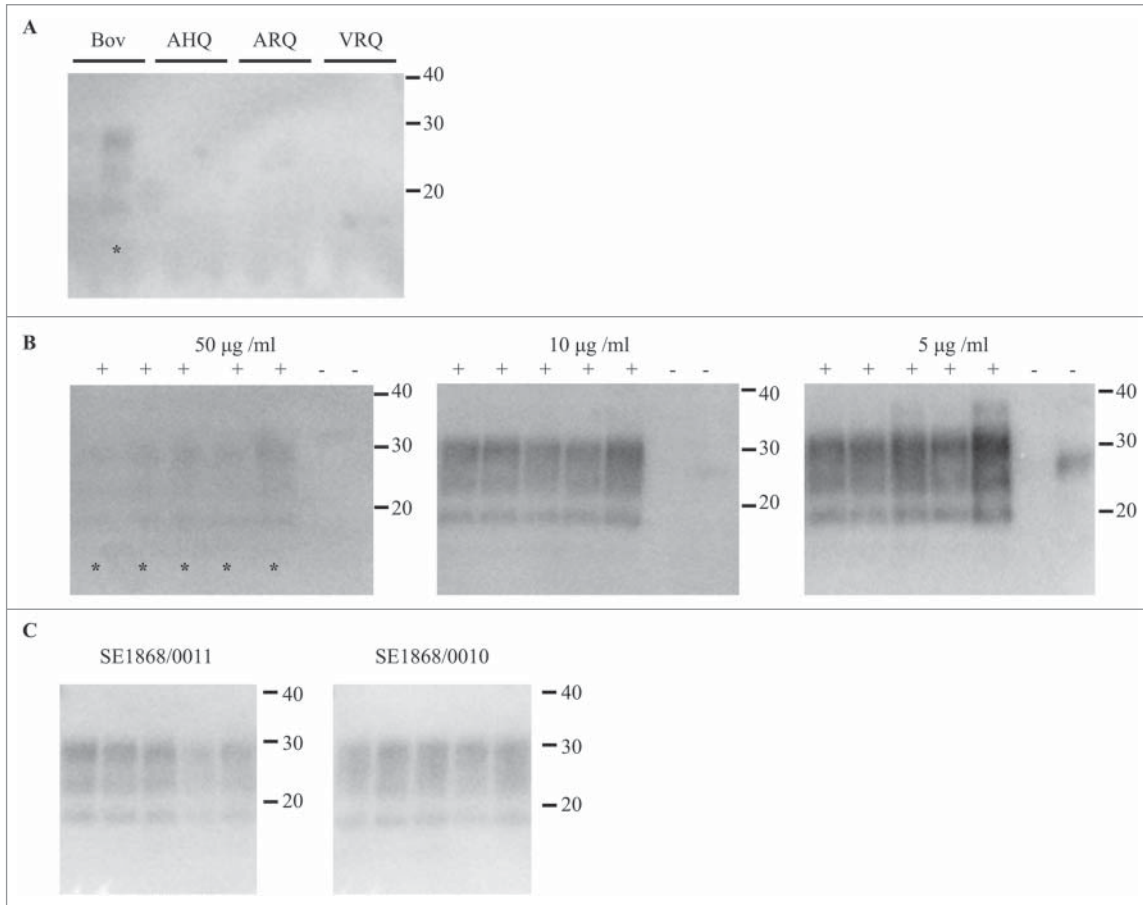 A
Bov AHQ ARQ VRQ
40
30
20
*
B
50 µg /ml 10 µg /ml 5 µg /ml
+ + + + + - - + + + + + - - + + + + + - -
40 40 40
30 30 30
20 20 20
* * * * *
C
SE1868/0011 SE1868/0010
40 40
30 30
20 20